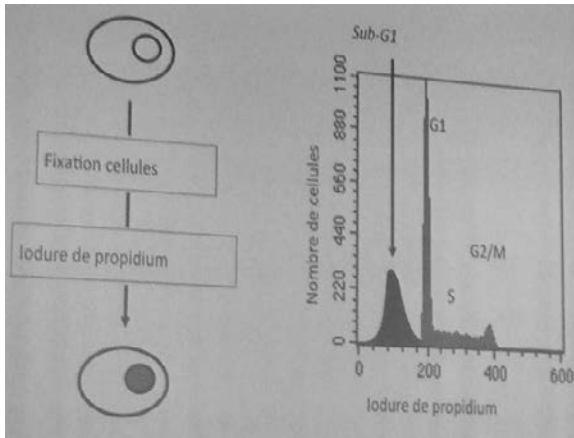 Fixation cellules
Iodure de propidium
Sub-G1
G1
G2/M
S
Nombre de cellules
1100
880
660
440
220
0
0
200
400
600
Iodure de propidium